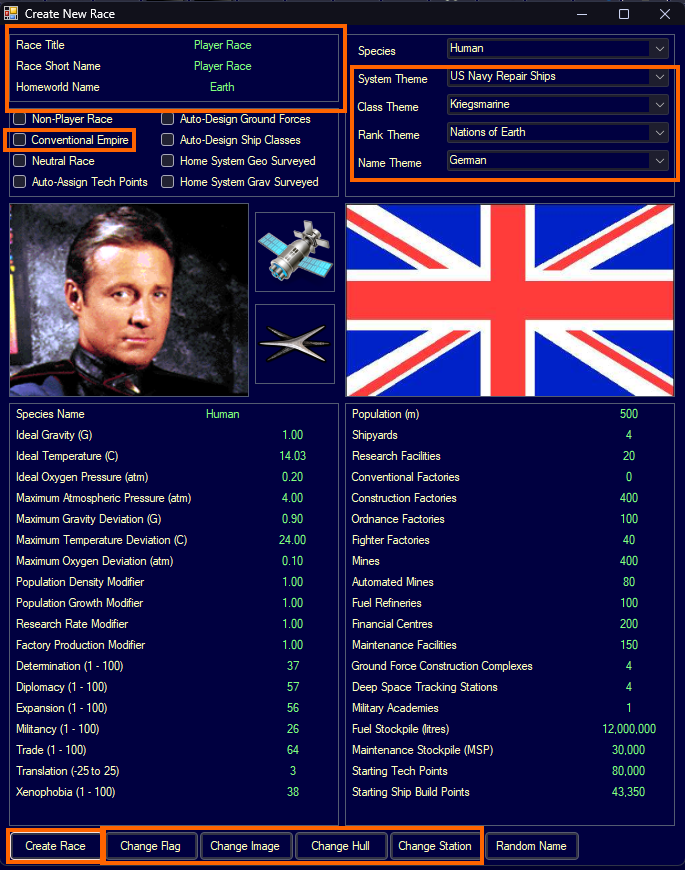 Create New Race
Race Title Player Race
Race Short Name Player Race
Homeworld Name Earth
Species Human
System Theme US Navy Repair Ships
Class Theme Kriegsmarine
Rank Theme Nations of Earth
Name Theme German
Non-Player Race Auto-Design Ground Forces
Conventional Empire Auto-Design Ship Classes
Neutral Race Home System Geo Surveyed
Auto-Assign Tech Points Home System Grav Surveyed
Species Name Human
Ideal Gravity (G) 1.00
Ideal Temperature (C) 14.03
Ideal Oxygen Pressure (atm) 0.20
Maximum Atmospheric Pressure (atm) 4.00
Maximum Gravity Deviation (G) 0.90
Maximum Temperature Deviation (C) 24.00
Maximum Oxygen Deviation (atm) 0.10
Population Density Modifier 1.00
Population Growth Modifier 1.00
Research Rate Modifier 1.00
Factory Production Modifier 1.00
Determination (1 - 100) 37
Diplomacy (1 - 100) 57
Expansion (1 - 100) 56
Militancy (1 - 100) 26
Trade (1 - 100) 64
Translation (-25 to 25) 3
Xenophobia (1 - 100) 38
Population (m) 500
Shipyards 4
Research Facilities 20
Conventional Factories 0
Construction Factories 400
Ordnance Factories 100
Fighter Factories 40
Mines 400
Automated Mines 80
Fuel Refineries 100
Financial Centres 200
Maintenance Facilities 150
Ground Force Construction Complexes 4
Deep Space Tracking Stations 4
Military Academies 1
Fuel Stockpile (litres) 12,000,000
Maintenance Stockpile (MSP) 30,000
Starting Tech Points 80,000
Starting Ship Build Points 43,350
Create Race Change Flag Change Image Change Hull Change Station Random Name